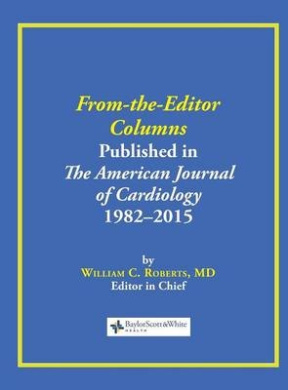 From-the-Editor
Columns
Published in
The American Journal
of Cardiology
1982–2015
by
WILLIAM C. ROBERTS, MD
Editor in Chief
BaylorScott&White
HEALTH